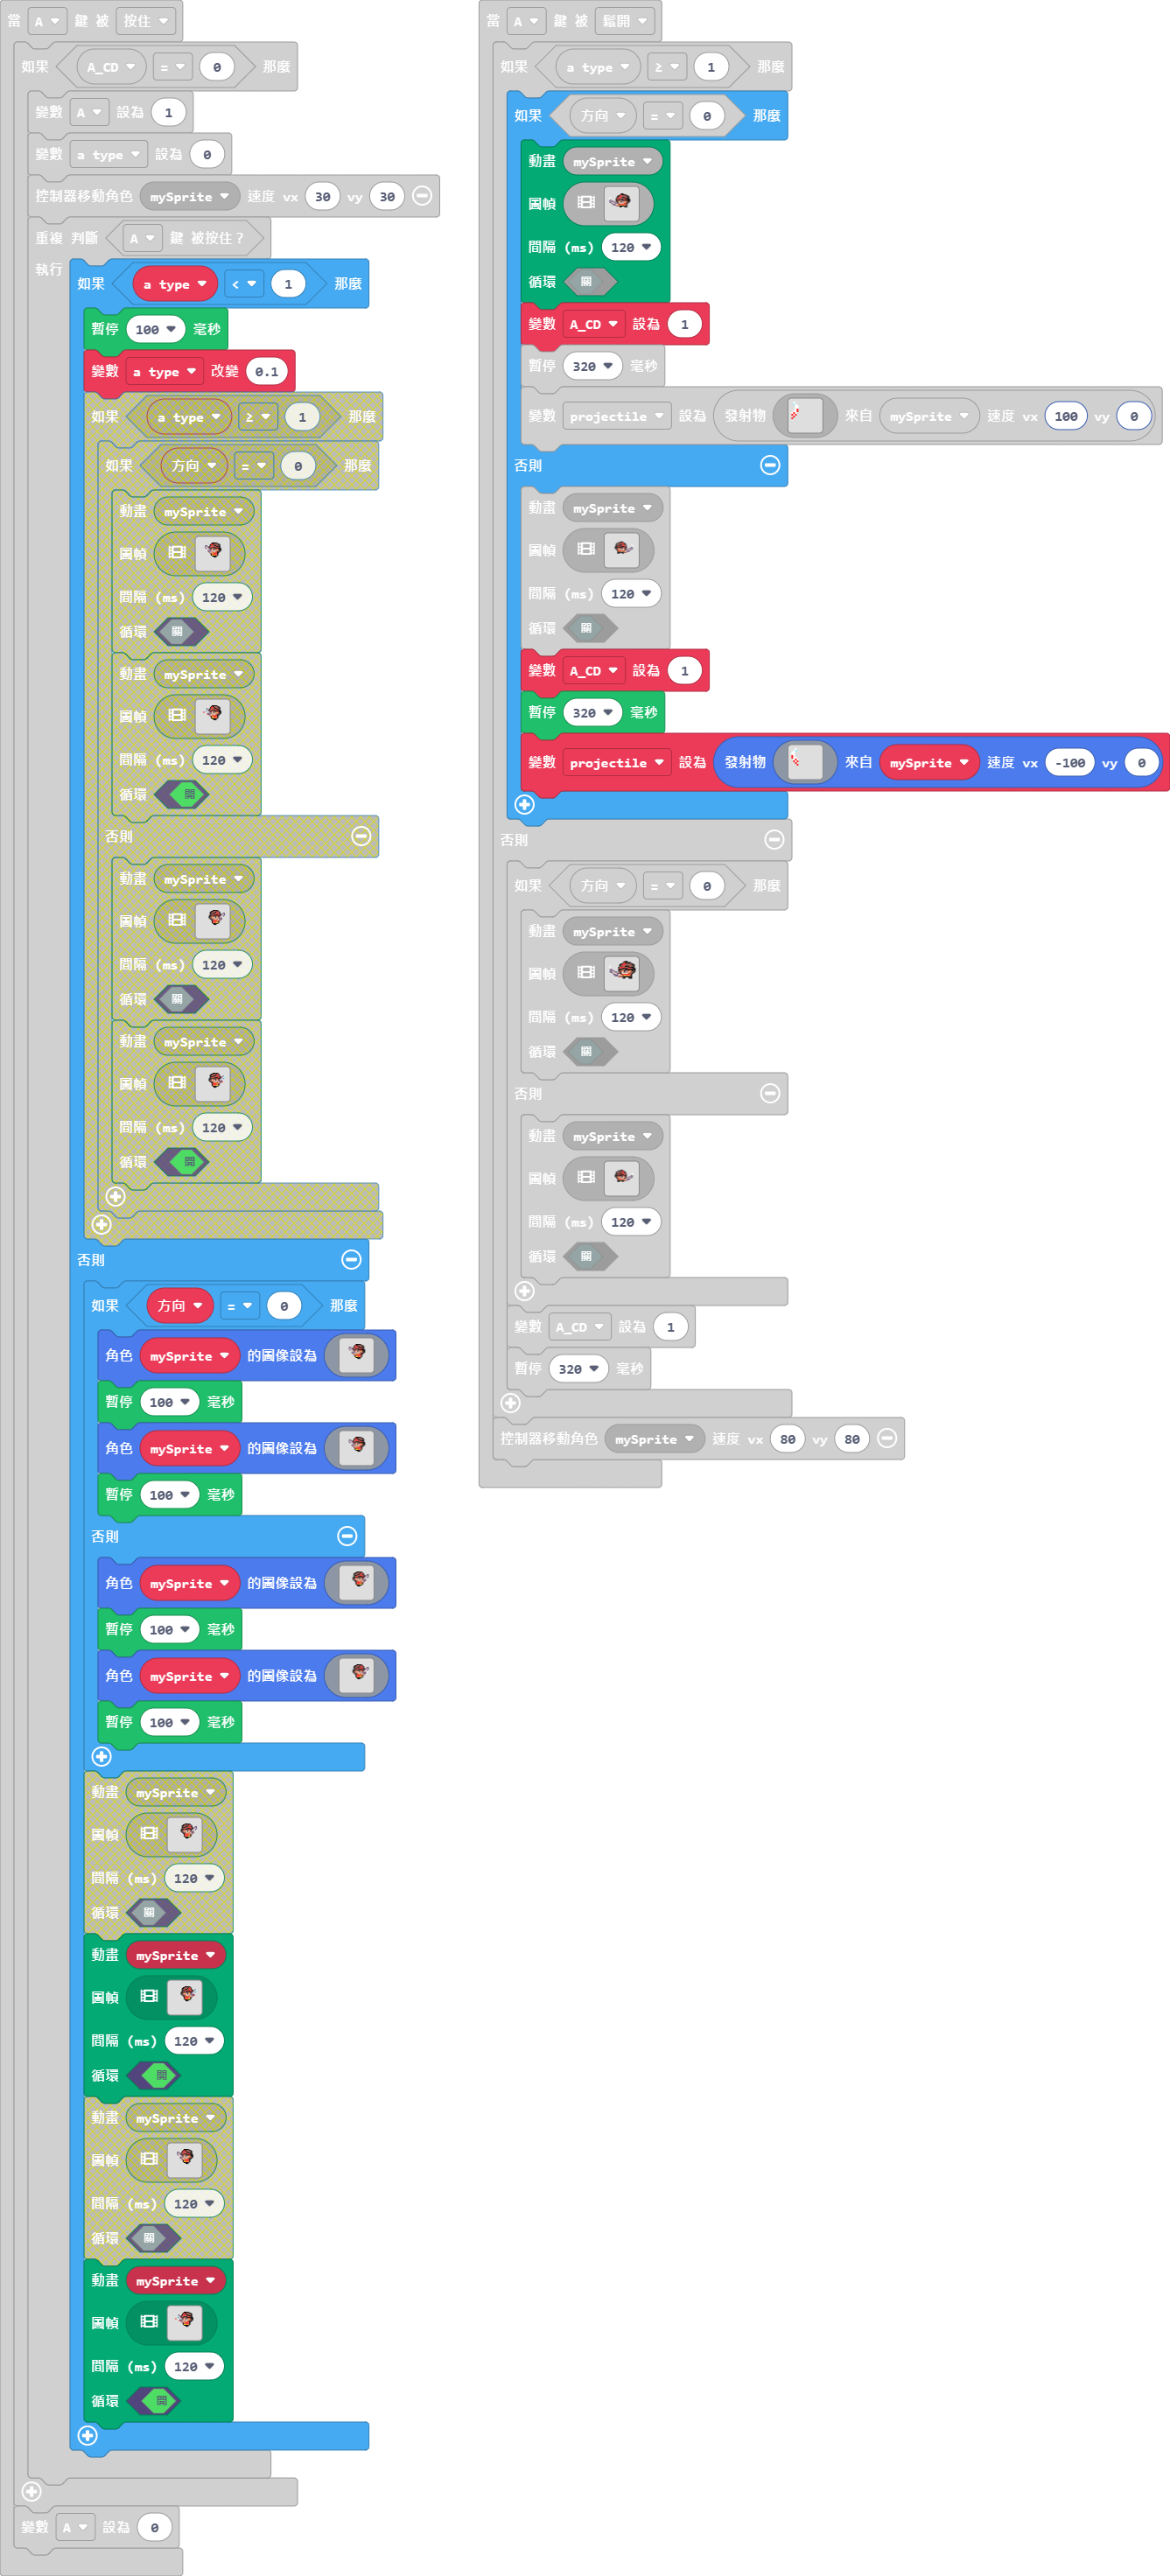 當 A 鍵 被 按住
如果 A_CD = 0 那麼
變數 A 設為 1
變數 a type 設為 0
控制器移動角色 mySprite 速度 vx 30 vy 30
重複 判斷 A 鍵 被按住？
執行
如果 a type < 1 那麼
暫停 100 毫秒
變數 a type 改變 0.1
如果 a type ≥ 1 那麼
如果 方向 = 0 那麼
動畫 mySprite
圖幀
間隔 (ms) 120
循環 關
動畫 mySprite
圖幀
間隔 (ms) 120
循環 開
否則
動畫 mySprite
圖幀
間隔 (ms) 120
循環 關
動畫 mySprite
圖幀
間隔 (ms) 120
循環 開
否則
如果 方向 = 0 那麼
角色 mySprite 的圖像設為
暫停 100 毫秒
角色 mySprite 的圖像設為
暫停 100 毫秒
否則
角色 mySprite 的圖像設為
暫停 100 毫秒
角色 mySprite 的圖像設為
暫停 100 毫秒
動畫 mySprite
圖幀
間隔 (ms) 120
循環 關
動畫 mySprite
圖幀
間隔 (ms) 120
循環 開
動畫 mySprite
圖幀
間隔 (ms) 120
循環 關
動畫 mySprite
圖幀
間隔 (ms) 120
循環 開
變數 A 設為 0
當 A 鍵 被 鬆開
如果 a type ≥ 1 那麼
如果 方向 = 0 那麼
動畫 mySprite
圖幀
間隔 (ms) 120
循環 關
變數 A_CD 設為 1
暫停 320 毫秒
變數 projectile 設為 發射物 來自 mySprite 速度 vx 100 vy 0
否則
動畫 mySprite
圖幀
間隔 (ms) 120
循環 關
變數 A_CD 設為 1
暫停 320 毫秒
變數 projectile 設為 發射物 來自 mySprite 速度 vx -100 vy 0
否則
如果 方向 = 0 那麼
動畫 mySprite
圖幀
間隔 (ms) 120
循環 關
否則
動畫 mySprite
圖幀
間隔 (ms) 120
循環 關
變數 A_CD 設為 1
暫停 320 毫秒
控制器移動角色 mySprite 速度 vx 80 vy 80